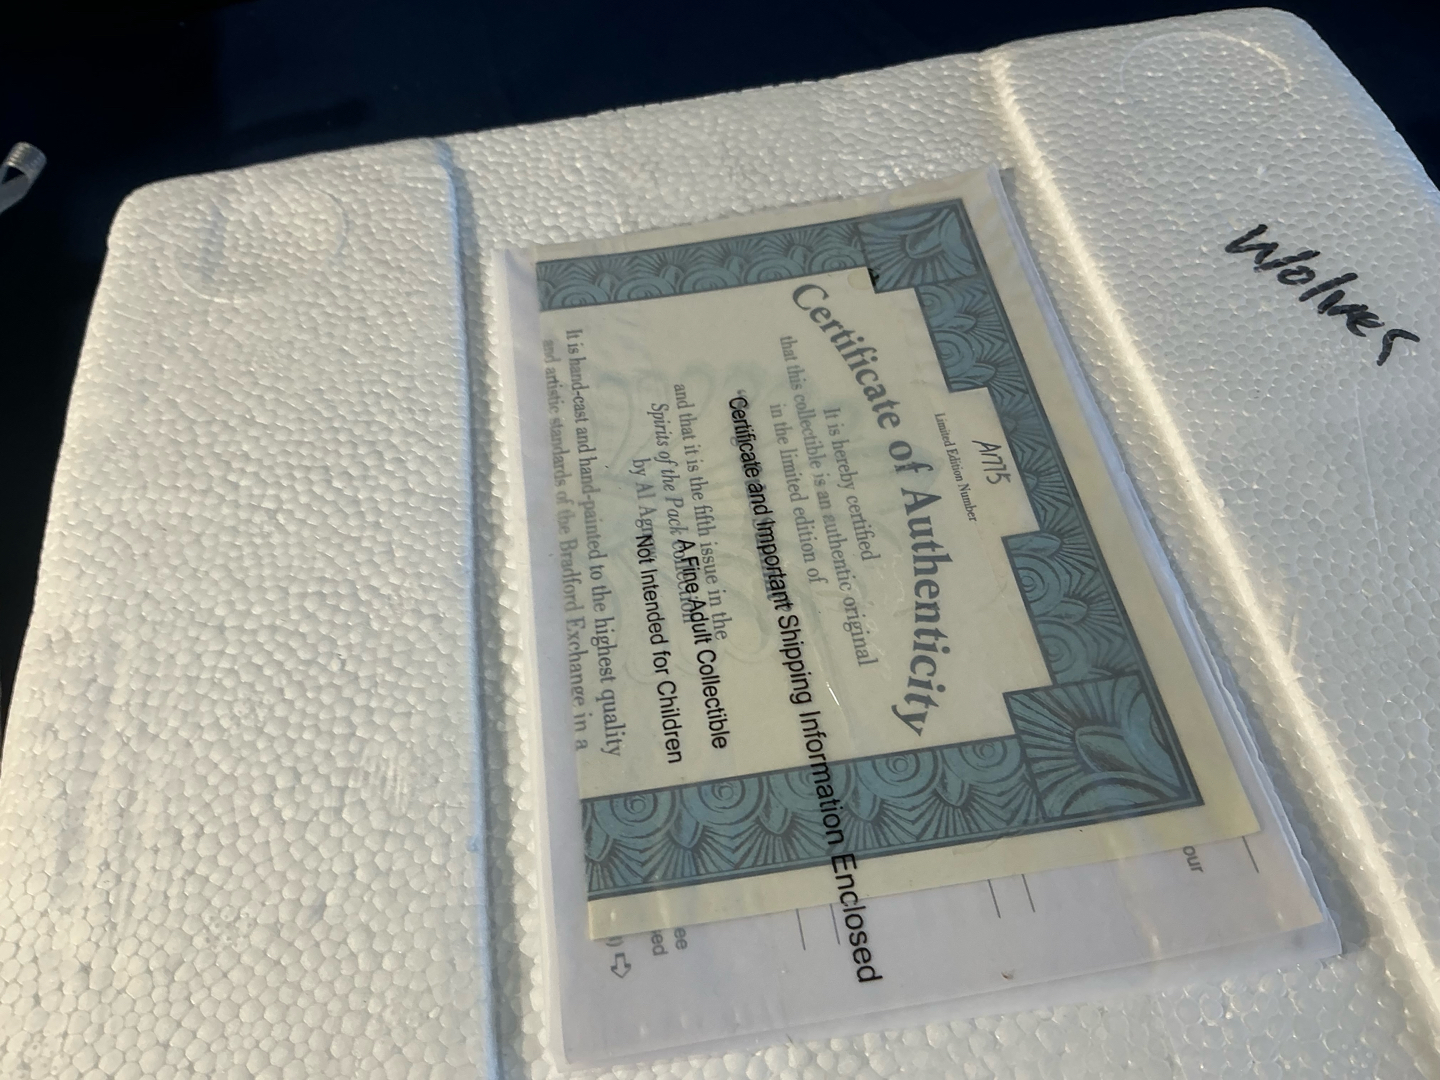 Wolves
A1175
Limited Edition Number
Certificate of Authenticity
It is hereby certified
that this collectible is an authentic original
in the limited edition of
"Certificate and Important Shipping Information Enclosed
and that it is the fifth issue in the
Spirits of the Pack collection
by Al Agnew
A Fine Adult Collectible
Not Intended for Children
It is hand-cast and hand-painted to the highest quality
and artistic standards of the Bradford Exchange in a
our